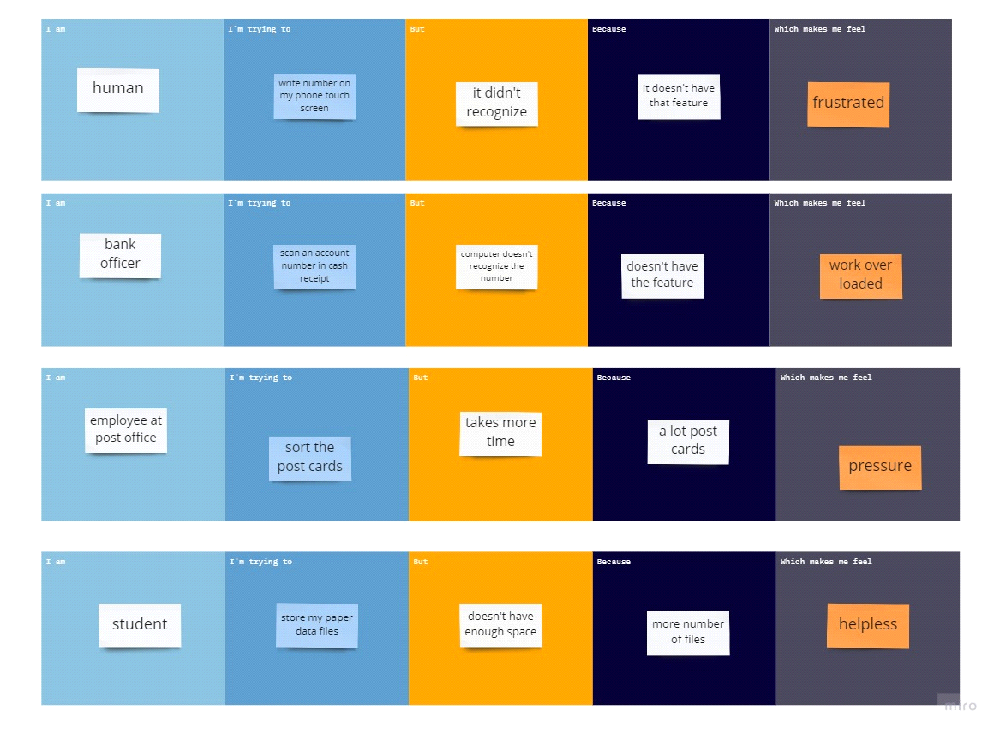 I am
I'm trying to
But
Because
Which makes me feel
human
write number on
my phone touch
screen
it didn't
recognize
it doesn't have
that feature
frustrated
I am
I'm trying to
But
Because
Which makes me feel
bank
officer
scan an account
number in cash
receipt
computer doesn't
recognize the
number
doesn't have
the feature
work over
loaded
I am
I'm trying to
But
Because
Which makes me feel
employee at
post office
sort the
post cards
takes more
time
a lot post
cards
pressure
I am
I'm trying to
But
Because
Which makes me feel
student
store my paper
data files
doesn't have
enough space
more number
of files
helpless
miro